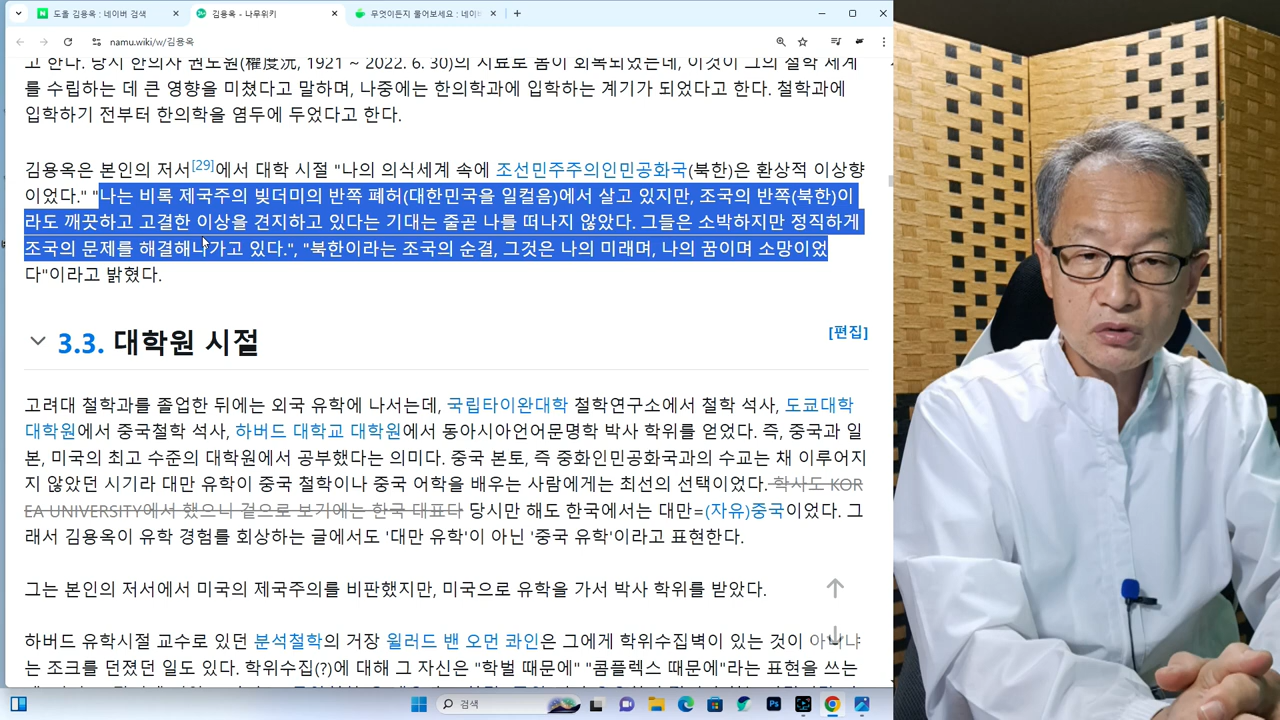 도올 김용옥 : 네이버 검색
김용옥 - 나무위키
무엇이든지 물어보세요 : 네이버
namu.wiki/w/김용옥
고 한다. 당시 한의사 권도원(權度沅, 1921 ~ 2022. 6. 30)의 치료로 몸이 회복되었는데, 이것이 그의 철학 세계
를 수립하는 데 큰 영향을 미쳤다고 말하며, 나중에는 한의학과에 입학하는 계기가 되었다고 한다. 철학과에
입학하기 전부터 한의학을 염두에 두었다고 한다.
김용옥은 본인의 저서[29]에서 대학 시절 "나의 의식세계 속에 조선민주주의인민공화국(북한)은 환상적 이상향
이었다." "나는 비록 제국주의 빚더미의 반쪽 폐허(대한민국을 일컬음)에서 살고 있지만, 조국의 반쪽(북한)이
라도 깨끗하고 고결한 이상을 견지하고 있다는 기대는 줄곧 나를 떠나지 않았다. 그들은 소박하지만 정직하게
조국의 문제를 해결해나가고 있다.", "북한이라는 조국의 순결, 그것은 나의 미래며, 나의 꿈이며 소망이었
다"이라고 밝혔다.
3.3. 대학원 시절
[편집]
고려대 철학과를 졸업한 뒤에는 외국 유학에 나서는데, 국립타이완대학 철학연구소에서 철학 석사, 도쿄대학
대학원에서 중국철학 석사, 하버드 대학교 대학원에서 동아시아언어문명학 박사 학위를 얻었다. 즉, 중국과 일
본, 미국의 최고 수준의 대학원에서 공부했다는 의미다. 중국 본토, 즉 중화인민공화국과의 수교는 채 이루어지
지 않았던 시기라 대만 유학이 중국 철학이나 중국 어학을 배우는 사람에게는 최선의 선택이었다. 학사도 KOR
EA UNIVERSITY에서 했으니 겉으로 보기에는 한국 대표다 당시만 해도 한국에서는 대만=(자유)중국이었다. 그
래서 김용옥이 유학 경험를 회상하는 글에서도 '대만 유학'이 아닌 '중국 유학'이라고 표현한다.
그는 본인의 저서에서 미국의 제국주의를 비판했지만, 미국으로 유학을 가서 박사 학위를 받았다.
하버드 유학시절 교수로 있던 분석철학의 거장 윌러드 밴 오먼 콰인은 그에게 학위수집벽이 있는 것이 아니냐
는 조크를 던졌던 일도 있다. 학위수집(?)에 대해 그 자신은 "학벌 때문에" "콤플렉스 때문에"라는 표현을 쓰는
검색
Ps